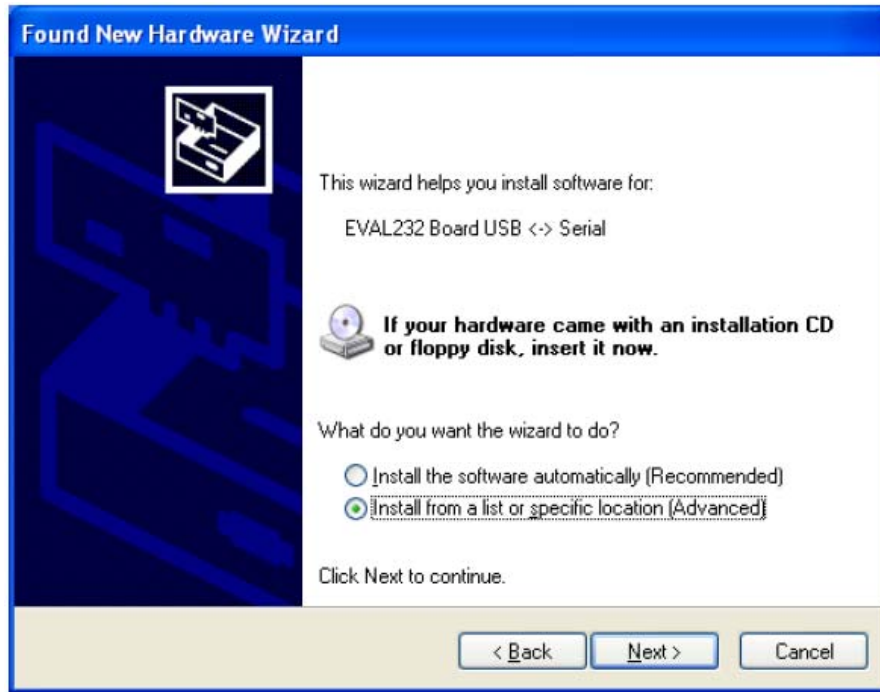 Found New Hardware Wizard
This wizard helps you install software for:
EVAL232 Board USB <-> Serial
If your hardware came with an installation CD
or floppy disk, insert it now.
What do you want the wizard to do?
Install the software automatically (Recommended)
Install from a list or specific location (Advanced)
Click Next to continue.
< Back Next > Cancel